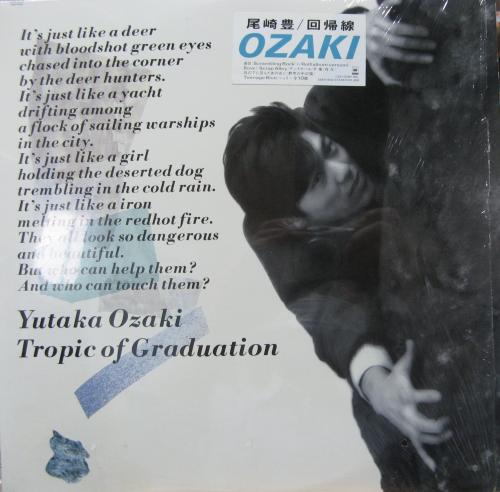 It's just like a deer
with bloodshot green eyes
chased into the corner
by the deer hunters.
It's just like a yacht
drifting among
a flock of sailing warships
in the city.
It's just like a girl
holding the deserted dog
trembling in the cold rain.
It's just like a iron
melting in the redhot fire.
They all look so dangerous
and beautiful.
But who can help them?
And who can touch them?
Yutaka Ozaki
Tropic of Graduation
尾崎豊/回帰線
OZAKI